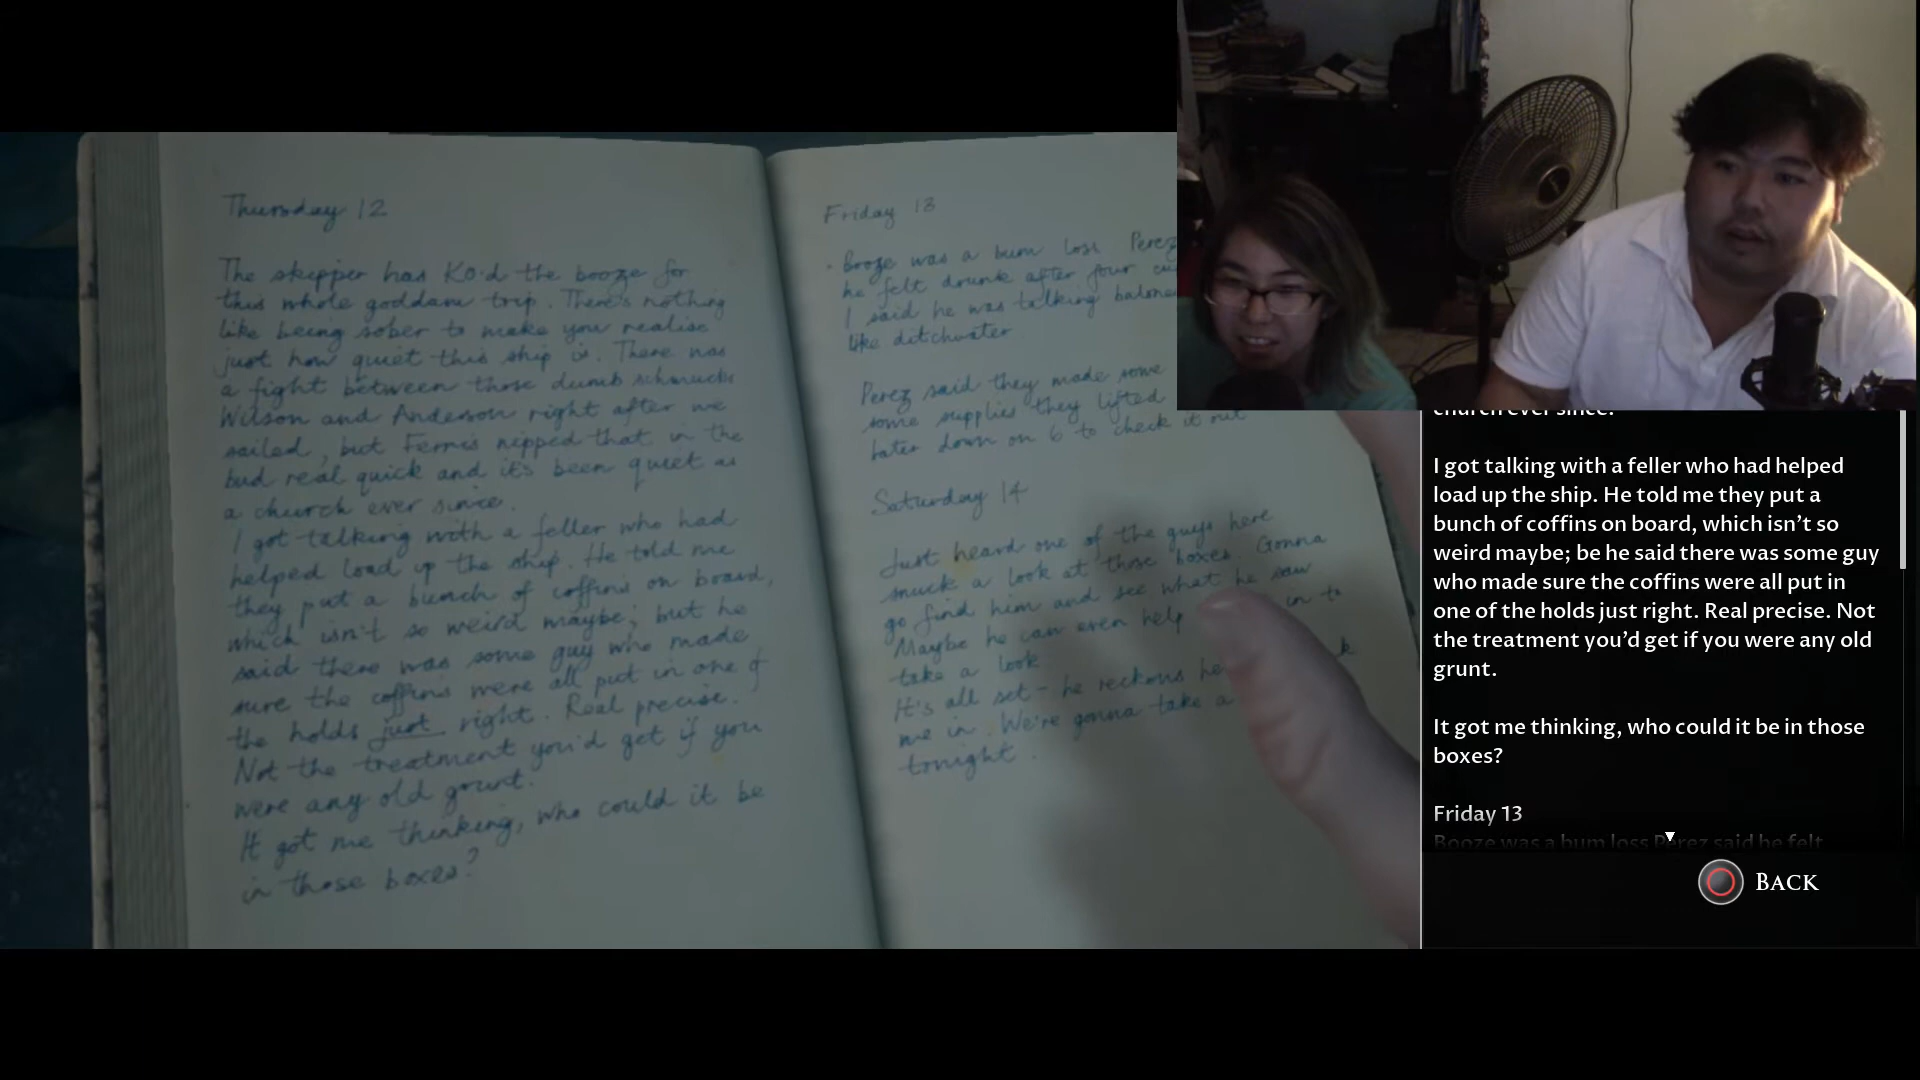 Thursday 12
The skipper has KO'd the booze for
this whole goddam trip. There's nothing
like being sober to make you realise
just how quiet this ship is. There was
a fight between those dumb schmucks
Wilson and Anderson right after we
sailed, but Ferris nipped that in the
bud real quick and it's been quiet as
a church ever since.
I got talking with a feller who had
helped load up the ship. He told me
they put a bunch of coffins on board,
which isn't so weird maybe; but he
said there was some guy who made
sure the coffins were all put in one of
the holds just right. Real precise.
Not the treatment you'd get if you
were any old grunt.
It got me thinking, who could it be
in those boxes?
Friday 13
Booze was a bum loss Perez
he felt drunk after four
I said he was talking
like ditchwater
Perez said they made some
some supplies they lifted
later down on 6 to check it out
Saturday 14
Just heard one of the guys here
snuck a look at those boxes. Gonna
go find him and see what he saw
Maybe he can even help in to
take a look
It's all set - he reckons he
me in. We're gonna take a
tonight.
church ever since.
I got talking with a feller who had helped
load up the ship. He told me they put a
bunch of coffins on board, which isn't so
weird maybe; be he said there was some guy
who made sure the coffins were all put in
one of the holds just right. Real precise. Not
the treatment you'd get if you were any old
grunt.
It got me thinking, who could it be in those
boxes?
Friday 13
Booze was a bum loss Perez said he felt
BACK